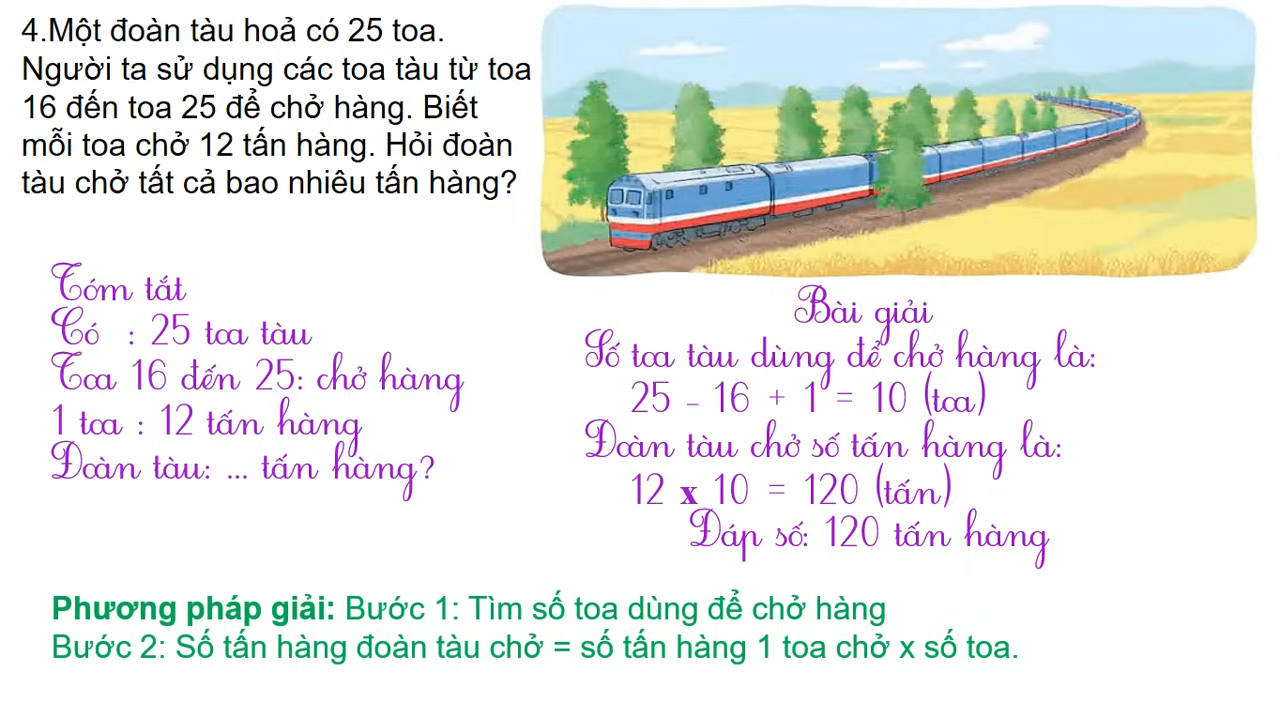 4.Một đoàn tàu hoả có 25 toa.
Người ta sử dụng các toa tàu từ toa
16 đến toa 25 để chở hàng. Biết
mỗi toa chở 12 tấn hàng. Hỏi đoàn
tàu chở tất cả bao nhiêu tấn hàng?
Tóm tắt
Có : 25 toa tàu
Toa 16 đến 25: chở hàng
1 toa : 12 tấn hàng
Đoàn tàu: ... tấn hàng?
Bài giải
Số toa tàu dùng để chở hàng là:
25 - 16 + 1 = 10 (toa)
Đoàn tàu chở số tấn hàng là:
12 x 10 = 120 (tấn)
Đáp số: 120 tấn hàng
Phương pháp giải: Bước 1: Tìm số toa dùng để chở hàng
Bước 2: Số tấn hàng đoàn tàu chở = số tấn hàng 1 toa chở x số toa.